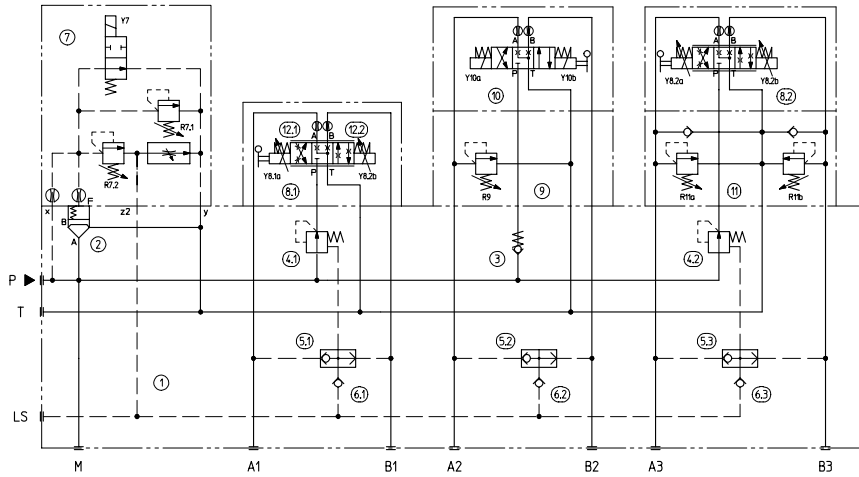 7
Y7
R7.1
R7.2
x
F
B
A
z2
y
2
P
T
LS
1
M
12.1
A
B
12.2
Y8.1a
P
T
Y8.2b
8.1
4.1
5.1
6.1
A1
B1
A
B
Y10a
P
T
Y10b
10
R9
9
3
5.2
6.2
A2
B2
A
B
Y8.2a
P
T
Y8.2b
8.2
R11a
11
R11b
4.2
5.3
6.3
A3
B3